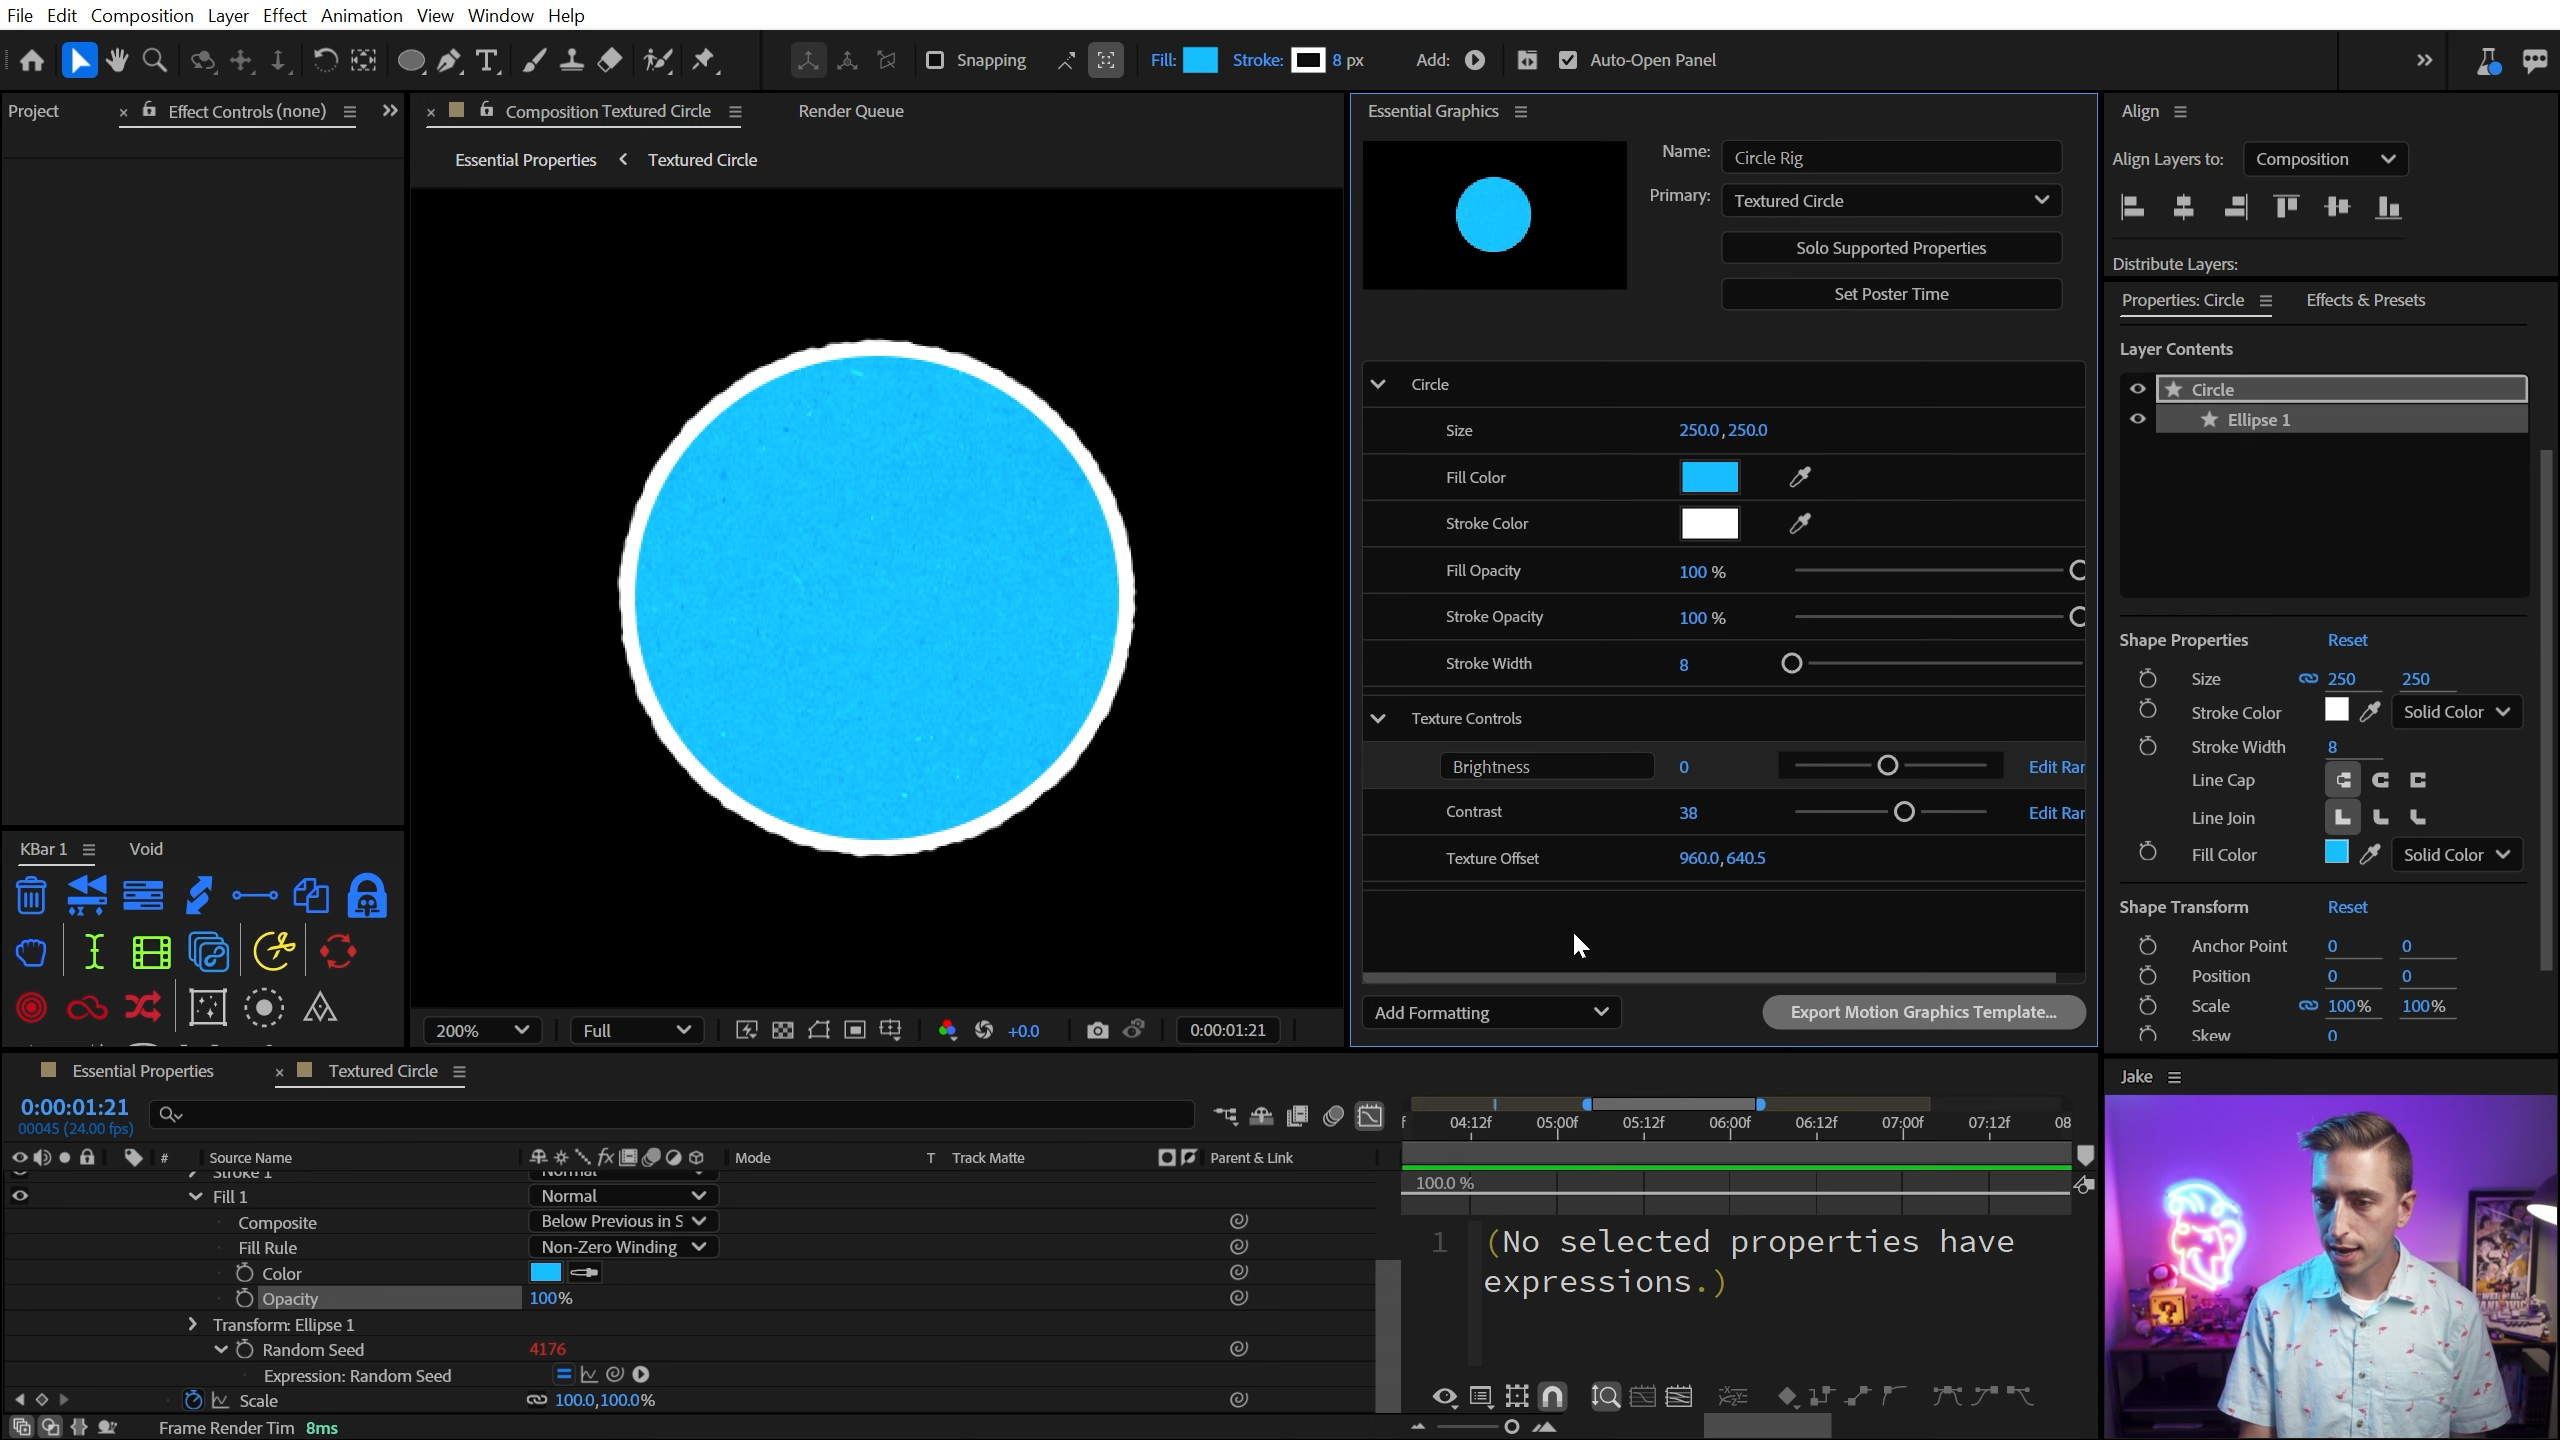 File Edit Composition Layer Effect Animation View Window Help
Snapping Fill: Stroke: 8 px Add: Auto-Open Panel
Project × Effect Controls (none)
× Composition Textured Circle Render Queue
Essential Properties Textured Circle
Essential Graphics
Name: Circle Rig
Primary: Textured Circle
Solo Supported Properties
Set Poster Time
Circle
Size 250.0,250.0
Fill Color
Stroke Color
Fill Opacity 100 %
Stroke Opacity 100 %
Stroke Width 8
Texture Controls
Brightness 0 Edit Ran
Contrast 38 Edit Ran
Texture Offset 960.0,640.5
Add Formatting Export Motion Graphics Template...
Align
Align Layers to: Composition
Distribute Layers:
Properties: Circle Effects & Presets
Layer Contents
Circle
Ellipse 1
Shape Properties Reset
Size 250 250
Stroke Color Solid Color
Stroke Width 8
Line Cap
Line Join
Fill Color Solid Color
Shape Transform Reset
Anchor Point 0 0
Position 0 0
Scale 100% 100%
Skew 0
KBar 1 Void
200% Full +0.0 0:00:01:21
Essential Properties × Textured Circle
0:00:01:21
00045 (24.00 fps)
# Source Name Mode T Track Matte Parent & Link
Stroke 1 Normal
Fill 1 Normal
Composite Below Previous in S
Fill Rule Non-Zero Winding
Color
Opacity 100%
Transform: Ellipse 1
Random Seed 4176
Expression: Random Seed
Scale 100.0,100.0%
Frame Render Tim 8ms
f 04:12f 05:00f 05:12f 06:00f 06:12f 07:00f 07:12f 08
100.0 %
1 (No selected properties have
expressions.)
Jake